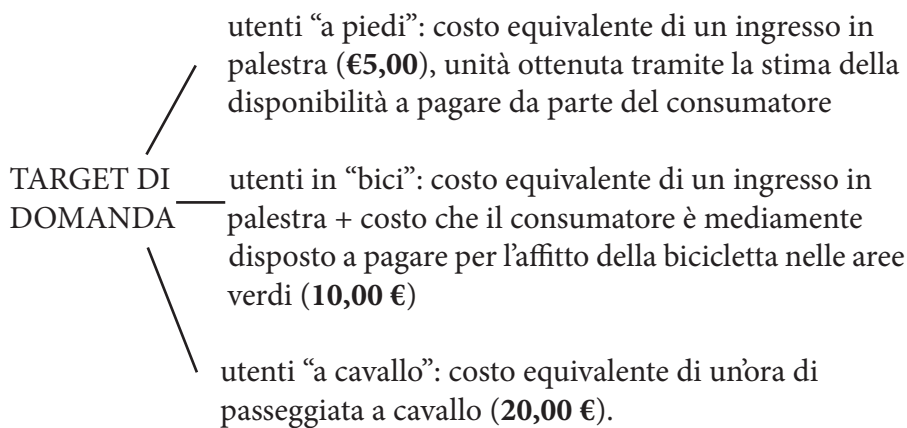 utenti “a piedi”: costo equivalente di un ingresso in
palestra (€5,00), unità ottenuta tramite la stima della
disponibilità a pagare da parte del consumatore
TARGET DI
DOMANDA
utenti in “bici”: costo equivalente di un ingresso in
palestra + costo che il consumatore è mediamente
disposto a pagare per l’affitto della bicicletta nelle aree
verdi (10,00 €)
utenti “a cavallo”: costo equivalente di un’ora di
passeggiata a cavallo (20,00 €).